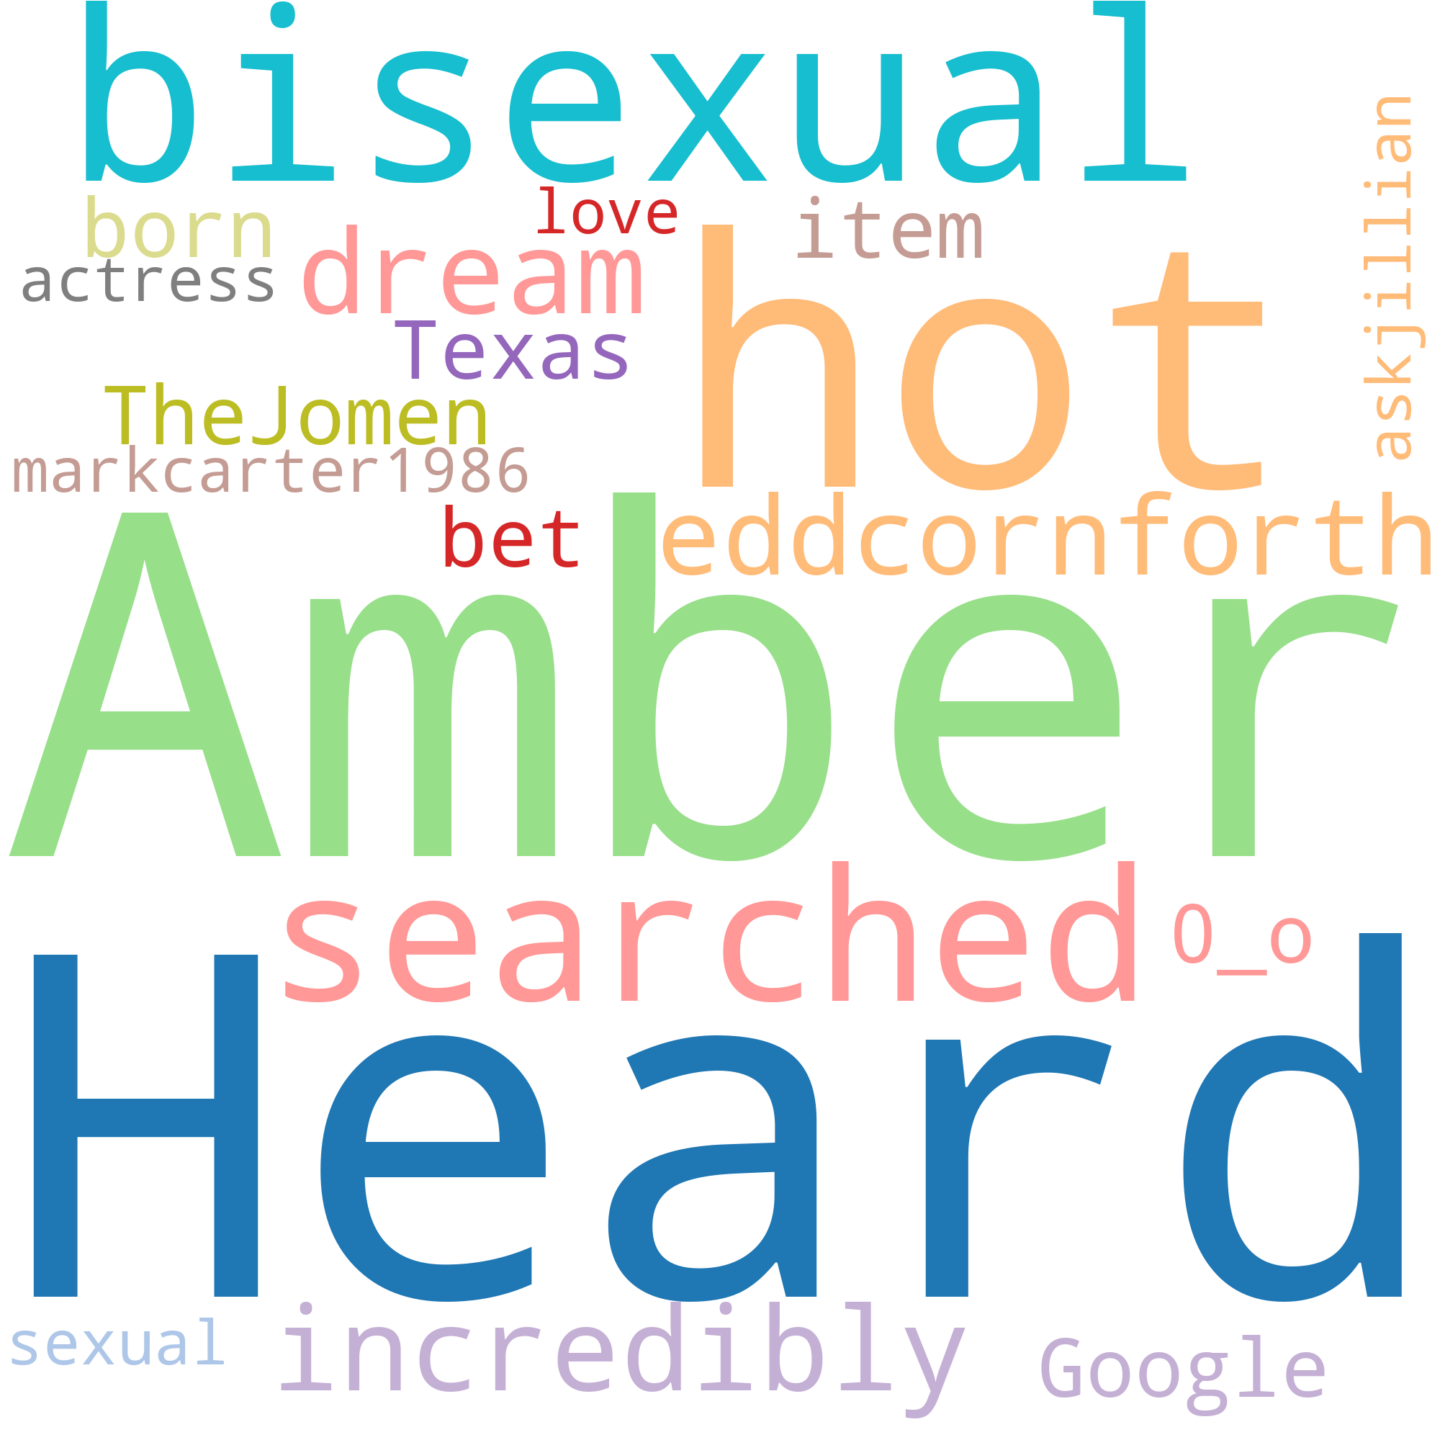 bisexual
askjillian
born
love
item
actress
dream
hot
Texas
TheJomen
markcarter1986
bet
eddcornforth
Amber
searched
0_o
Heard
sexual
incredibly
Google